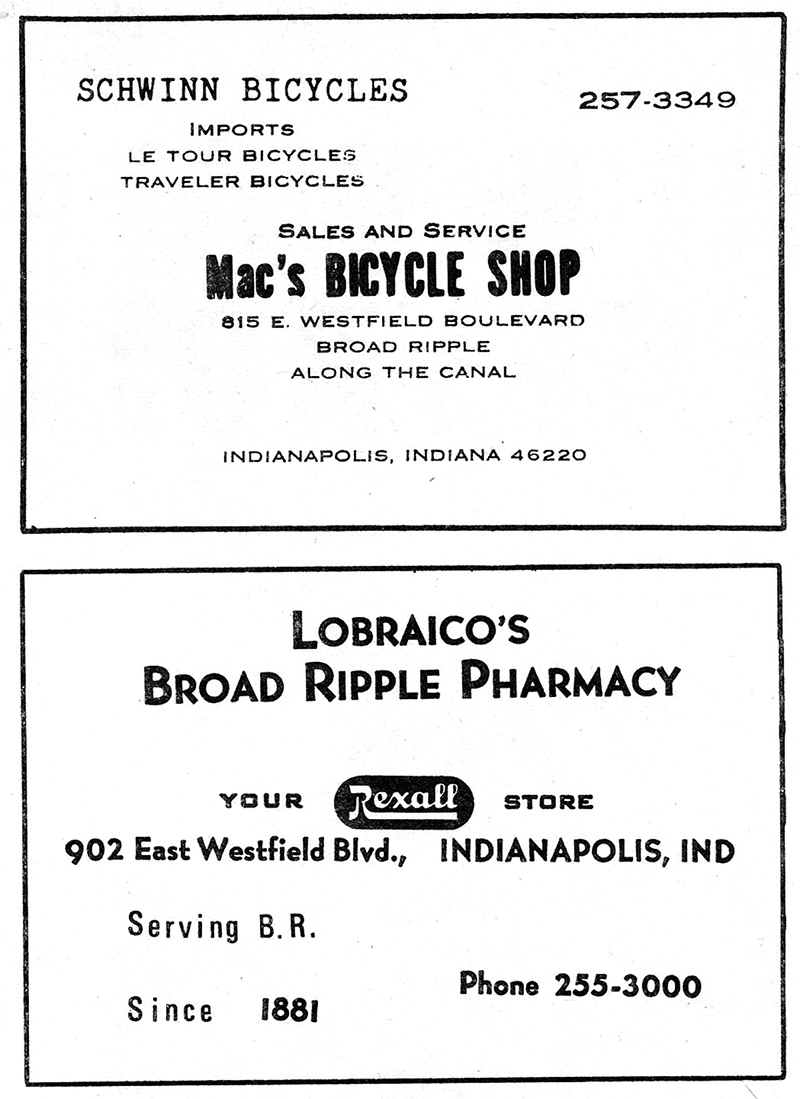 SCHWINN BICYCLES
257-3349
IMPORTS
LE TOUR BICYCLES
TRAVELER BICYCLES
SALES AND SERVICE
Mac's BICYCLE SHOP
815 E. WESTFIELD BOULEVARD
BROAD RIPPLE
ALONG THE CANAL
INDIANAPOLIS, INDIANA 46220
LOBRAICO'S
BROAD RIPPLE PHARMACY
YOUR Rexall STORE
902 East Westfield Blvd., INDIANAPOLIS, IND
Serving B.R.
Phone 255-3000
Since 1881